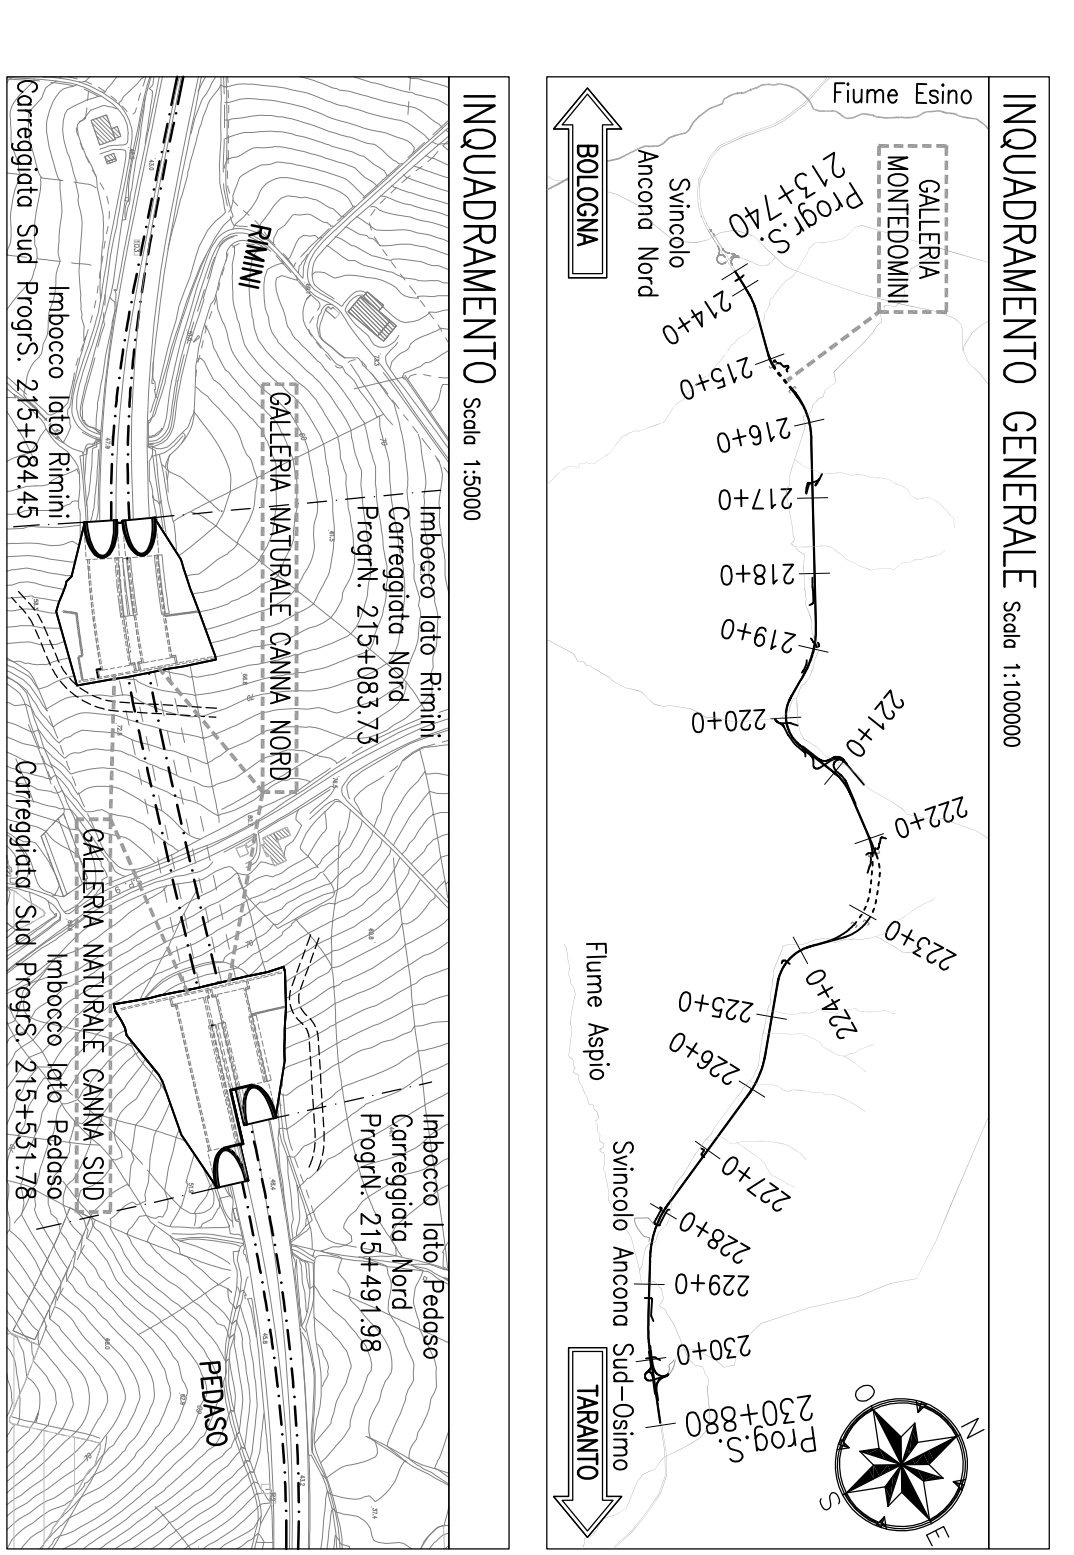 INQUADRAMENTO GENERALE Scala 1:100000
Fiume Esino
GALLERIA
MONTEDOMINI
Progr.S.
213+740
Svincolo
Ancona Nord
BOLOGNA
214+0
215+0
216+0
217+0
218+0
219+0
220+0
221+0
222+0
223+0
224+0
225+0
226+0
227+0
228+0
229+0
230+0
Prog.S.
230+880
Fiume Aspio
Svincolo Ancona Sud-Osimo
TARANTO
N
E
S
O
INQUADRAMENTO Scala 1:5000
RIMINI
Imbocco lato Rimini
Carreggiata Nord
ProgrN. 215+083.73
Imbocco lato Pedaso
Carreggiata Nord
ProgrN. 215+491.98
GALLERIA NATURALE CANNA NORD
GALLERIA NATURALE CANNA SUD
PEDASO
Imbocco lato Rimini
Carreggiata Sud ProgrS. 215+084.45
Imbocco lato Pedaso
Carreggiata Sud ProgrS. 215+531.78